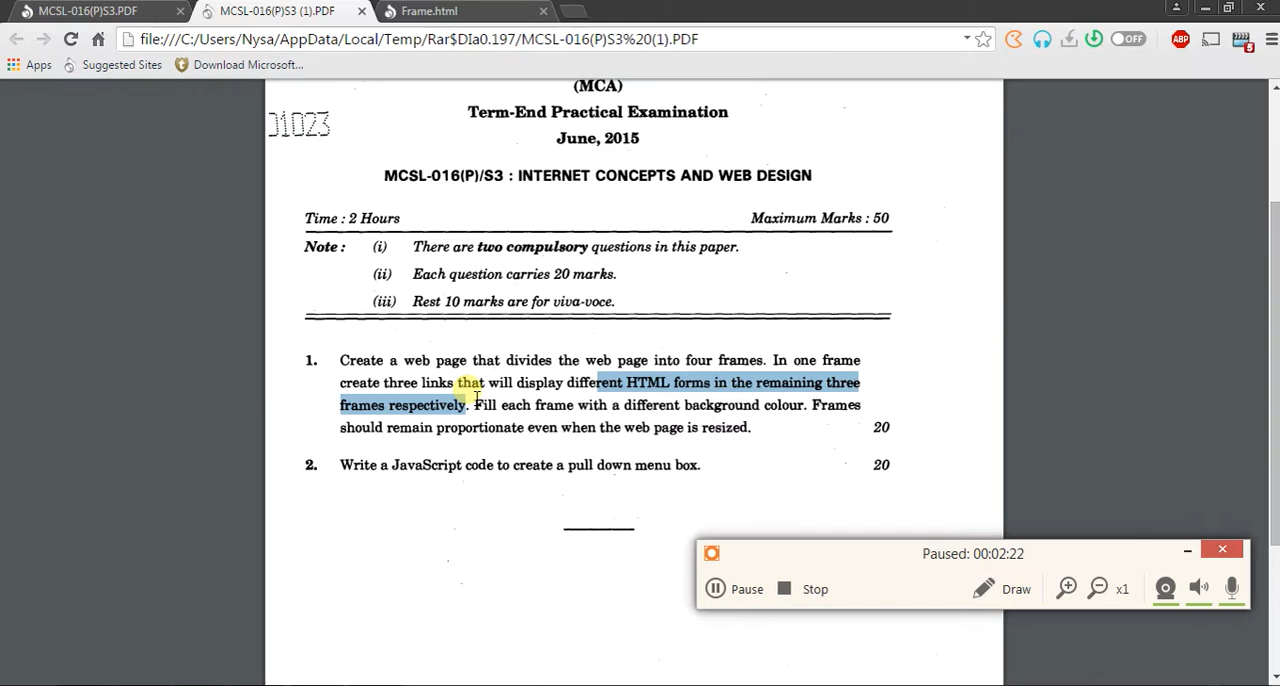 MCSL-016(P)S3.PDF
MCSL-016(P)S3 (1).PDF
Frame.html
file:///C:/Users/Nysa/AppData/Local/Temp/Rar$DIa0.197/MCSL-016(P)S3%20(1).PDF
OFF
ABP
5
Apps
Suggested Sites
Download Musict...
(MCA)
01023
Term-End Practical Examination
June, 2015
MCSL-016(P)/S3 : INTERNET CONCEPTS AND WEB DESIGN
Time : 2 Hours
Maximum Marks : 50
Note : (i) There are two compulsory questions in this paper.
(ii) Each question carries 20 marks.
(iii) Rest 10 marks are for viva-voce.
1. Create a web page that divides the web page into four frames. In one frame
create three links that will display different HTML forms in the remaining three
frames respectively. Fill each frame with a different background colour. Frames
should remain proportionate even when the web page is resized. 20
2. Write a JavaScript code to create a pull down menu box. 20
Paused: 00:02:22
Pause
Stop
Draw
x1